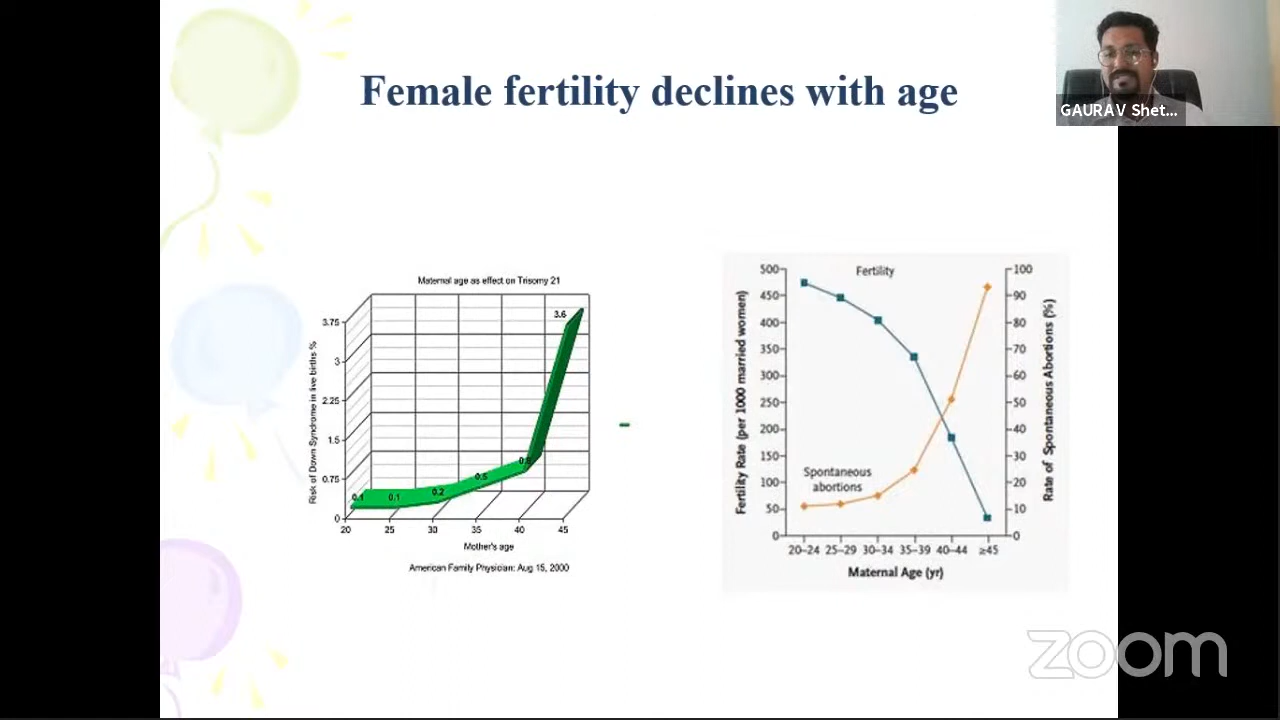 Female fertility declines with age
GAURAV Shet...
Maternal age as effect on Trisomy 21
Risk of Down Syndrome in live births %
3.75
3
2.25
1.5
0.75
0
0.1
0.1
0.2
0.5
3.6
20
25
30
35
40
45
Mother's age
American Family Physician: Aug 15, 2000
Fertility Rate (per 1000 married women)
500
450
400
350
300
250
200
150
100
50
0
Fertility
Spontaneous
abortions
100
90
80
70
60
50
40
30
20
10
0
Rate of Spontaneous Abortions (%)
20–24 25–29 30–34 35–39 40–44 ≥45
Maternal Age (yr)
zoom